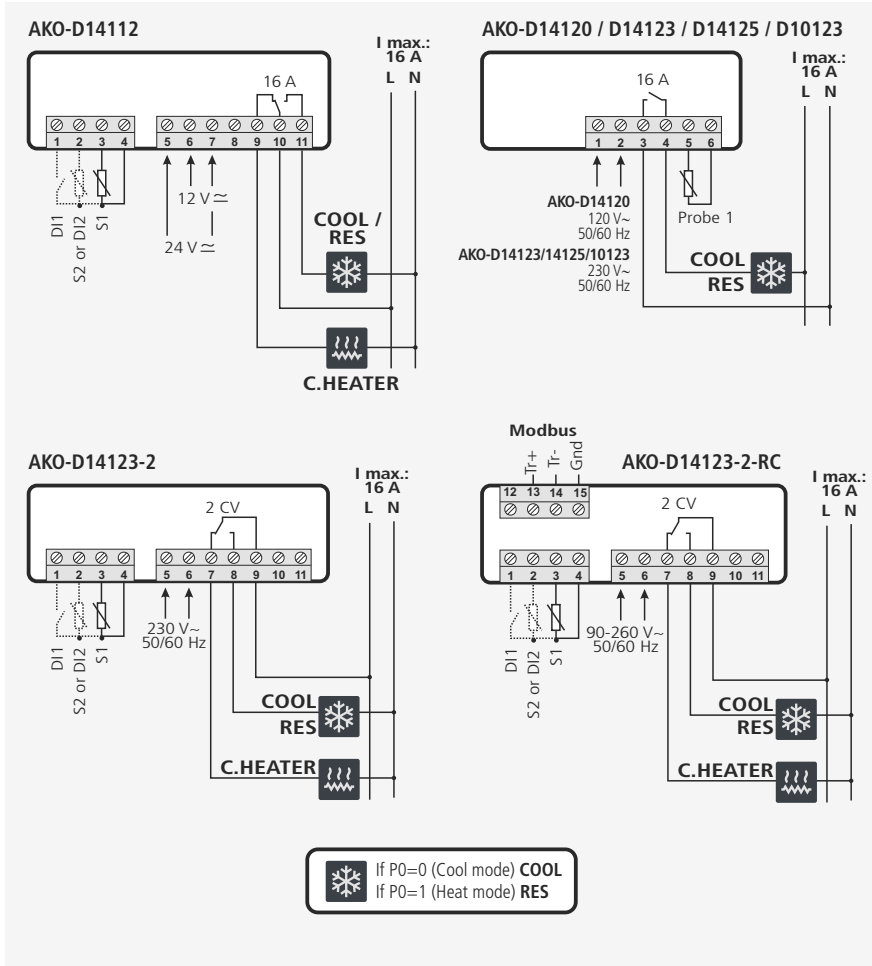 AKO-D14112
I max.:
16 A
L N
16 A
1 2 3 4 5 6 7 8 9 10 11
DI1
S2 or DI2
S1
12 V ≂
24 V ≂
COOL /
RES
C.HEATER
AKO-D14120 / D14123 / D14125 / D10123
I max.:
16 A
L N
16 A
1 2 3 4 5 6
AKO-D14120
120 V~
50/60 Hz
AKO-D14123/14125/10123
230 V~
50/60 Hz
Probe 1
COOL
RES
AKO-D14123-2
I max.:
16 A
L N
2 CV
1 2 3 4 5 6 7 8 9 10 11
DI1
S2 or DI2
S1
230 V~
50/60 Hz
COOL
RES
C.HEATER
Modbus
Tr+
Tr-
Gnd
AKO-D14123-2-RC
I max.:
16 A
L N
12 13 14 15
2 CV
1 2 3 4 5 6 7 8 9 10 11
DI1
S2 or DI2
S1
90-260 V~
50/60 Hz
COOL
RES
C.HEATER
If P0=0 (Cool mode) COOL
If P0=1 (Heat mode) RES